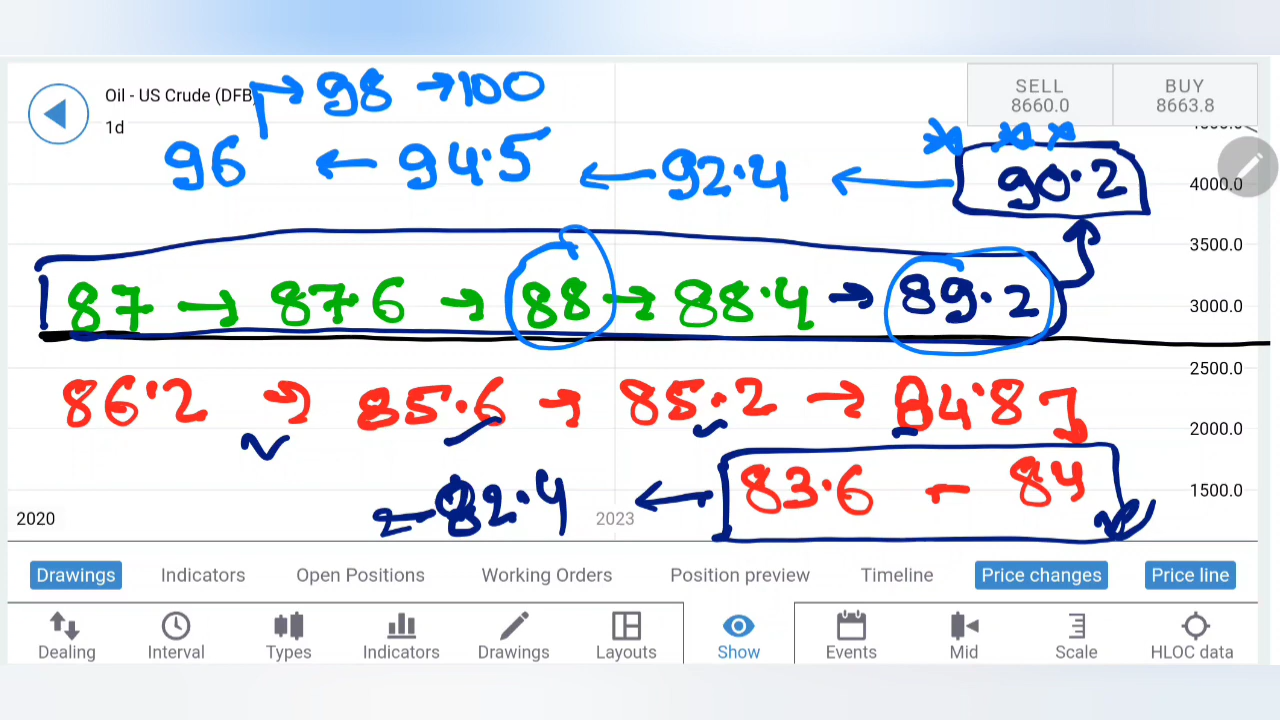 Oil - US Crude (DFB)
1d
SELL
8660.0
BUY
8663.8
→ 98 → 100
96 ← 94.5 ← 92.4 ← 90.2
4000.0
3500.0
87 → 87.6 → 88 → 88.4 → 89.2
3000.0
2500.0
86.2 → 85.6 → 85.2 → 84.8
2000.0
← 82.4 ← 83.6 - 84
1500.0
2020
2023
Drawings Indicators Open Positions Working Orders Position preview Timeline Price changes Price line
Dealing Interval Types Indicators Drawings Layouts Show Events Mid Scale HLOC data